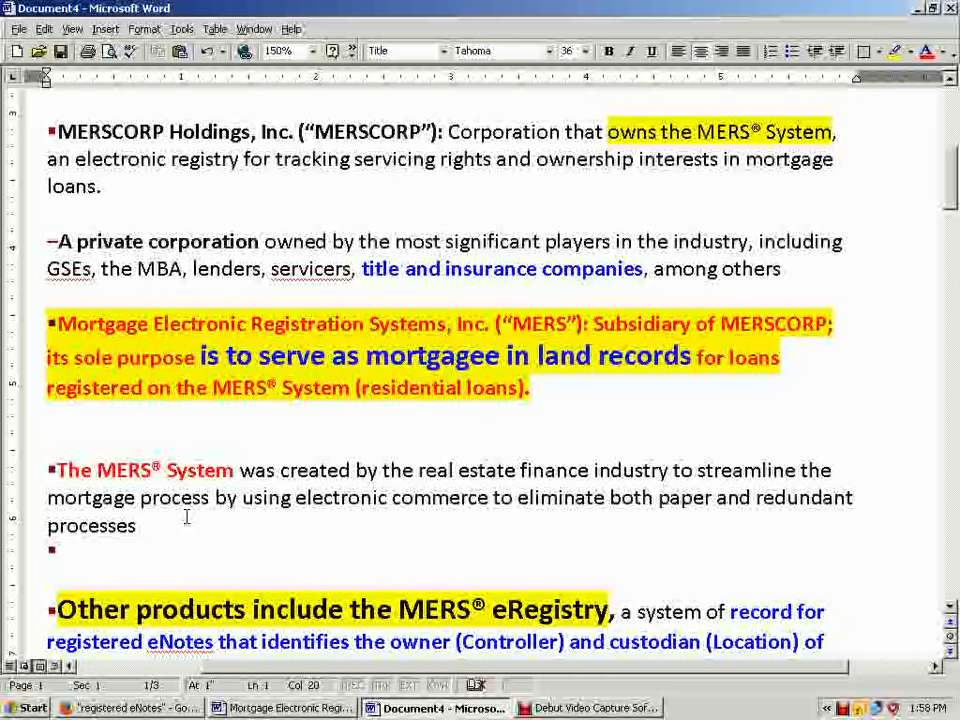 Document4 - Microsoft Word
File Edit View Insert Format Tools Table Window Help
150% Title Tahoma 36 B I U
1 2 3 4 5
▪MERSCORP Holdings, Inc. (“MERSCORP”): Corporation that owns the MERS® System,
an electronic registry for tracking servicing rights and ownership interests in mortgage
loans.
–A private corporation owned by the most significant players in the industry, including
GSEs, the MBA, lenders, servicers, title and insurance companies, among others
▪Mortgage Electronic Registration Systems, Inc. (“MERS”): Subsidiary of MERSCORP;
its sole purpose is to serve as mortgagee in land records for loans
registered on the MERS® System (residential loans).
▪The MERS® System was created by the real estate finance industry to streamline the
mortgage process by using electronic commerce to eliminate both paper and redundant
processes
▪
▪Other products include the MERS® eRegistry, a system of record for
registered eNotes that identifies the owner (Controller) and custodian (Location) of
Page 1 Sec 1 1/3 At 1" Ln 1 Col 20 REC TRK EXT OVR
Start "registered eNotes" - Go... Mortgage Electronic Regi... Document4 - Microso... Debut Video Capture Sof... « 1:58 PM